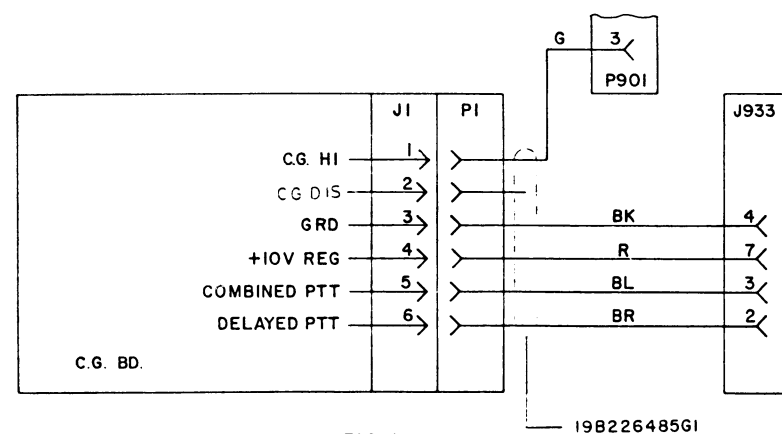 G 3
P901
J1 P1 J933
C.G. HI 1
CG DIS 2
GRD 3 BK 4
+10V REG 4 R 7
COMBINED PTT 5 BL 3
DELAYED PTT 6 BR 2
C.G. BD.
19B226485G1